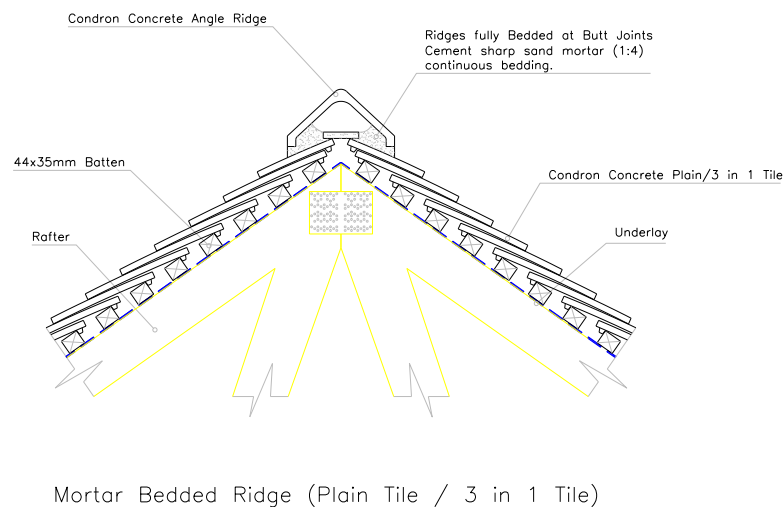 Condron Concrete Angle Ridge
Ridges fully Bedded at Butt Joints
Cement sharp sand mortar (1:4)
continuous bedding.
44x35mm Batten
Condron Concrete Plain/3 in 1 Tile
Rafter
Underlay
Mortar Bedded Ridge (Plain Tile / 3 in 1 Tile)